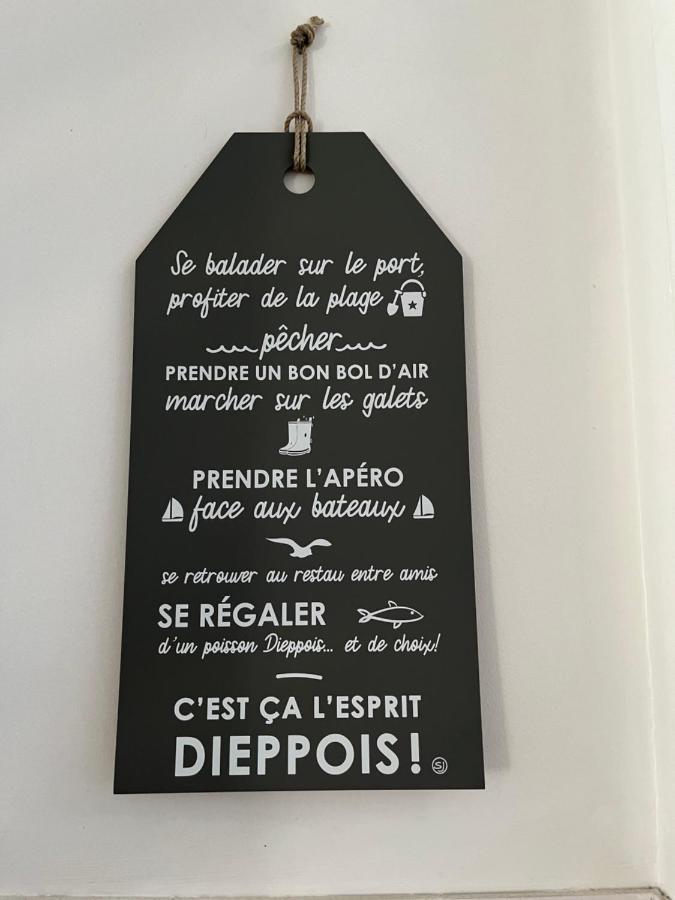 Se balader sur le port,
profiter de la plage
pêcher
PRENDRE UN BON BOL D'AIR
marcher sur les galets
PRENDRE L'APÉRO
face aux bateaux
se retrouver au restau entre amis
SE RÉGALER
d'un poisson Dieppois... et de choix!
C'EST ÇA L'ESPRIT
DIEPPOIS!
SJ